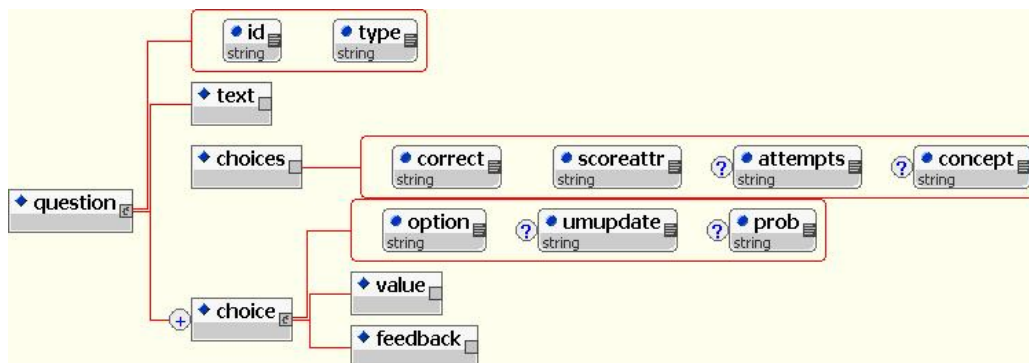 id type
string string
text
choices
correct scoreattr ? attempts ? concept
string string string string
question
option ? umupdate ? prob
string string string
value
+ choice
feedback